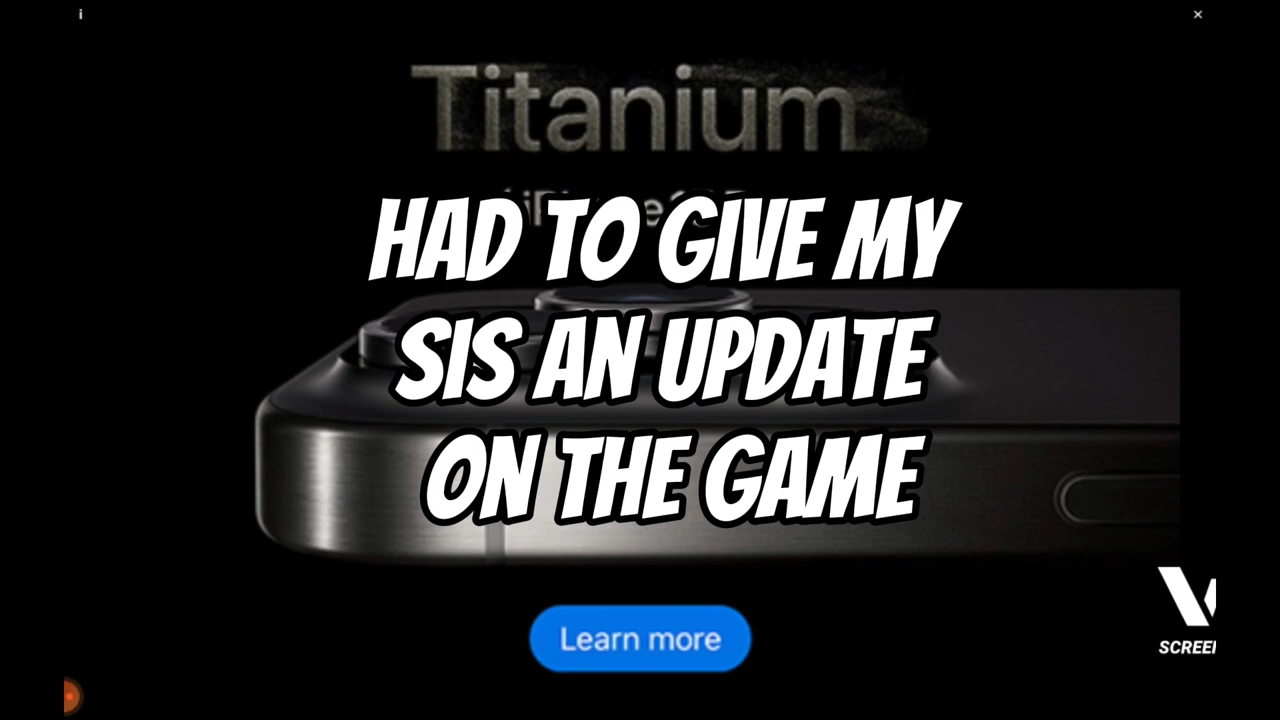 i
Titanium
HAD TO GIVE MY
SIS AN UPDATE
ON THE GAME
Learn more
SCREE